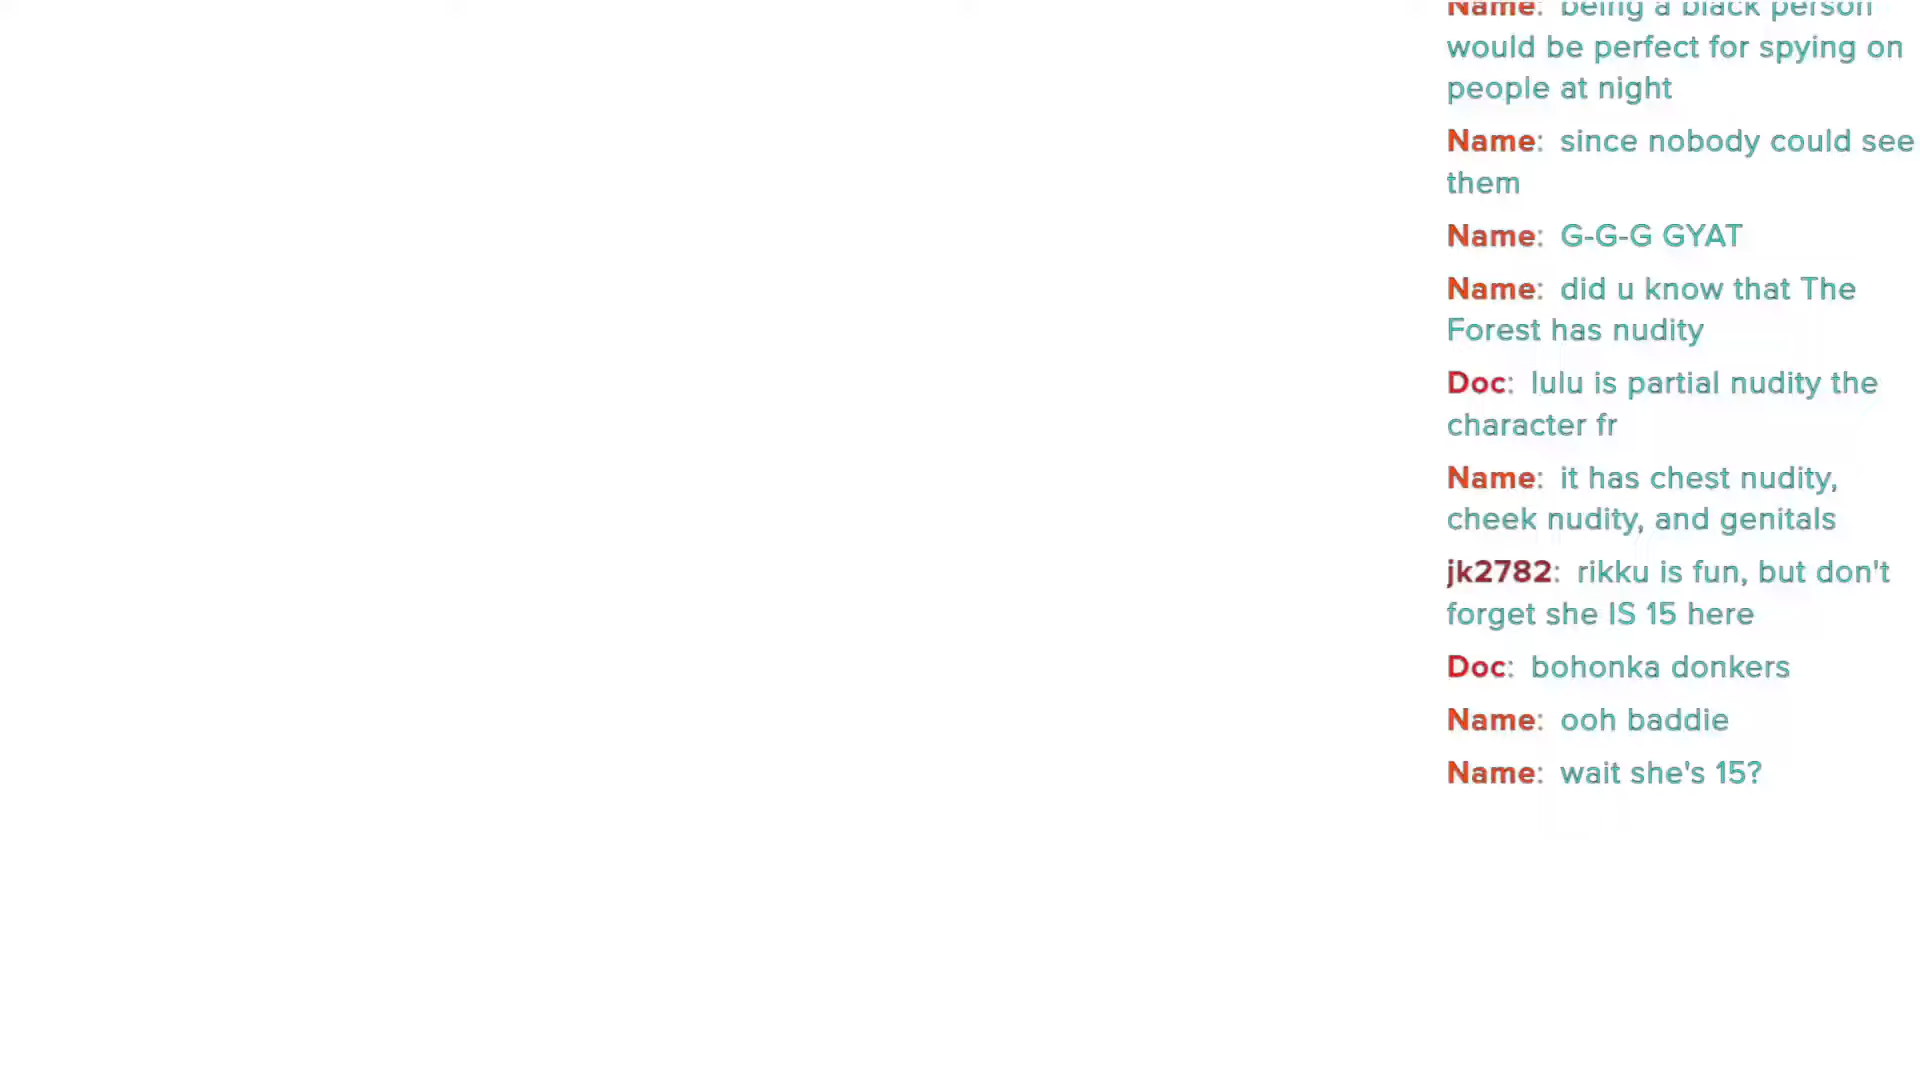 Name: being a black person
would be perfect for spying on
people at night
Name: since nobody could see
them
Name: G-G-G GYAT
Name: did u know that The
Forest has nudity
Doc: lulu is partial nudity the
character fr
Name: it has chest nudity,
cheek nudity, and genitals
jk2782: rikku is fun, but don't
forget she IS 15 here
Doc: bohonka donkers
Name: ooh baddie
Name: wait she's 15?